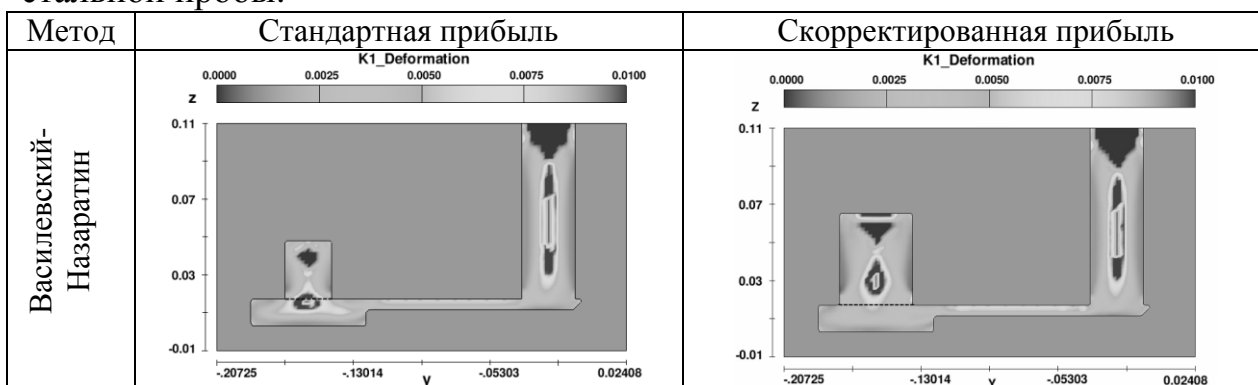 стальной пробы.
Метод
Стандартная прибыль
Скорректированная прибыль
Василевский-
Назаратин
K1_Deformation
0.0000 0.0025 0.0050 0.0075 0.0100
z
0.11
0.07
0.03
-0.01
-.20725 -.13014 -.05303 0.02408
y
K1_Deformation
0.0000 0.0025 0.0050 0.0075 0.0100
z
0.11
0.07
0.03
-0.01
-.20725 -.13014 -.05303 0.02408
y